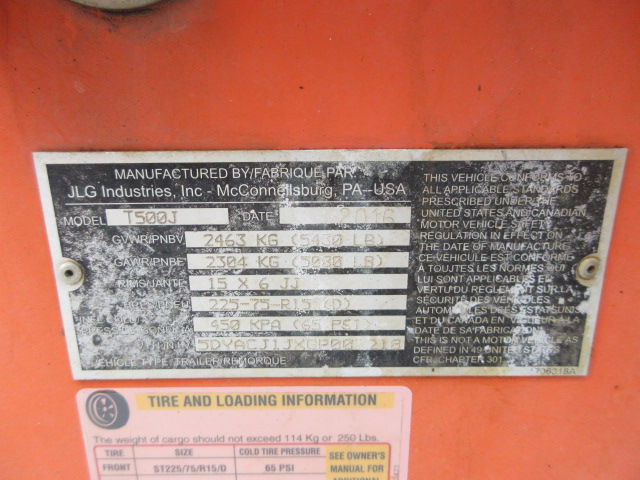 MANUFACTURED BY/FABRIQUE PAR
JLG Industries, Inc - McConnellsburg, PA--USA
MODEL T500J DATE 2016
GVWR/PNBV 2463 KG (5430 LB)
GAWR/PNBE 2304 KG (5080 LB)
RIMS/JANTE 15 X 6 JJ
225-75-R15 (D)
450 KPA (65 PSI)
VEHICLE TYPE: TRAILER/REMORQUE
THIS VEHICLE CONFORMS TO
ALL APPLICABLE STANDARDS
PRESCRIBED UNDER THE
UNITED STATES AND CANADIAN
MOTOR VEHICLE SAFETY
REGULATION IN EFFECT ON
THE DATE OF MANUFACTURE
CE VÉHICULE EST CONFORME
À TOUTES LES NORMES QUI
LUI SONT APPLICABLES EN
VERTU DU RÈGLEMENT SUR LA
SÉCURITÉ DES VÉHICULES
AUTOMOBILES DES ÉTATS UNIS
ET DU CANADA EN VIGUEUR À LA
DATE DE SA FABRICATION
THIS IS NOT A MOTOR VEHICLE AS
DEFINED IN 49 UNITED STATES
CFR, CHAPTER 301
1706318A
TIRE AND LOADING INFORMATION
The weight of cargo should not exceed 114 Kg or 250 Lbs.
TIRE SIZE COLD TIRE PRESSURE
FRONT ST225/75/R15/D 65 PSI
SEE OWNER'S
MANUAL FOR
ADDITIONAL